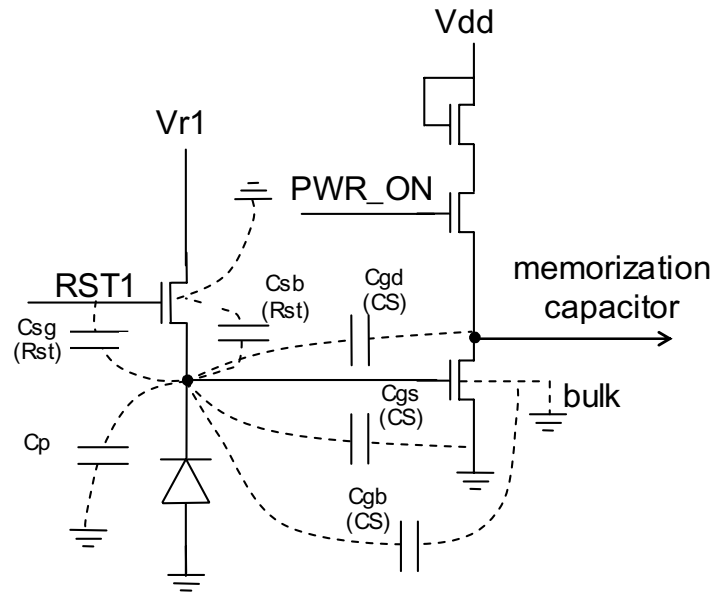 Vdd
Vr1
PWR_ON
RST1
Csb
(Rst)
Cgd
(CS)
memorization
capacitor
Csg
(Rst)
Cgs
(CS)
bulk
Cp
Cgb
(CS)